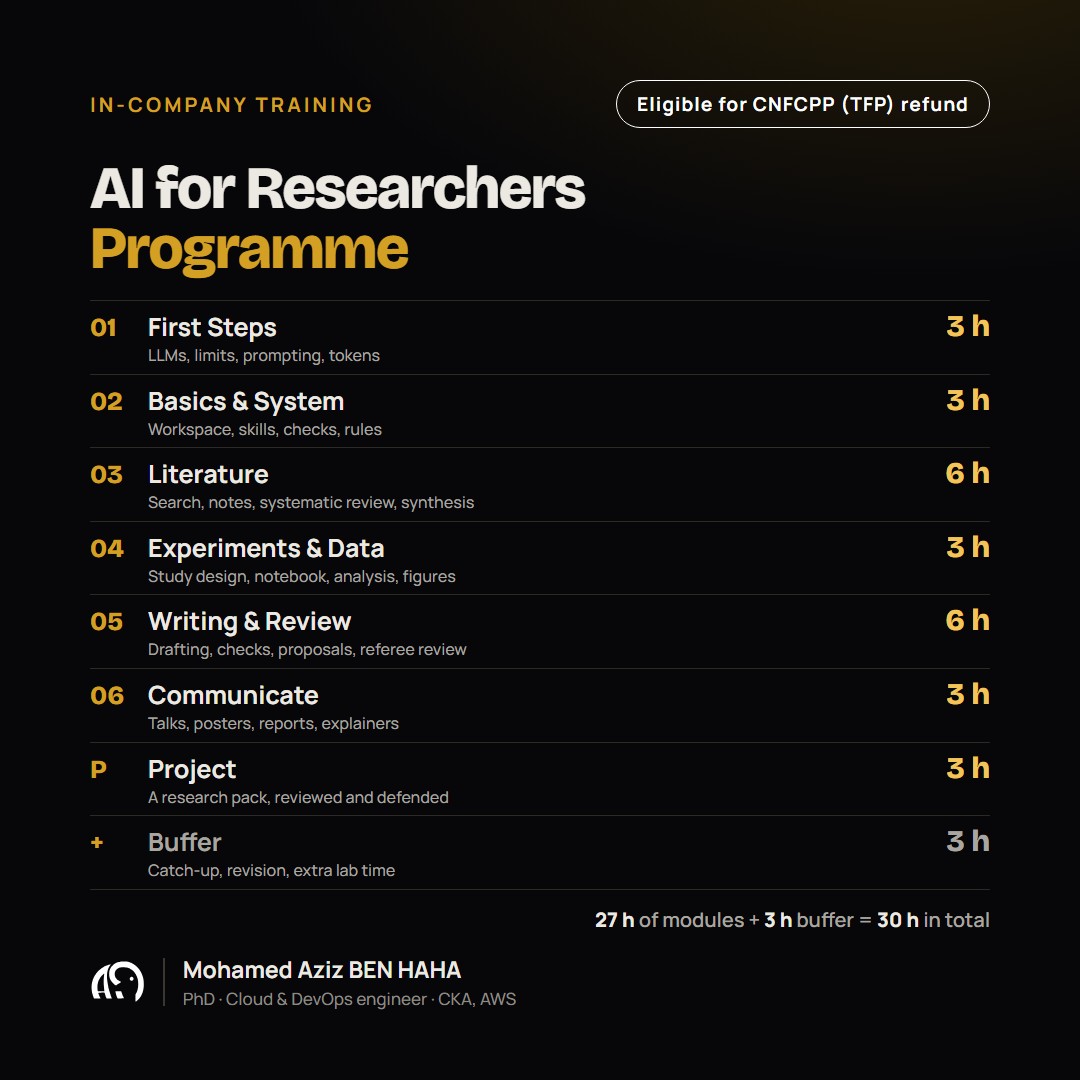 IN-COMPANY TRAINING
Eligible for CNFCPP (TFP) refund
AI for Researchers
Programme
01 First Steps 3 h
LLMs, limits, prompting, tokens
02 Basics & System 3 h
Workspace, skills, checks, rules
03 Literature 6 h
Search, notes, systematic review, synthesis
04 Experiments & Data 3 h
Study design, notebook, analysis, figures
05 Writing & Review 6 h
Drafting, checks, proposals, referee review
06 Communicate 3 h
Talks, posters, reports, explainers
P Project 3 h
A research pack, reviewed and defended
+ Buffer 3 h
Catch-up, revision, extra lab time
27 h of modules + 3 h buffer = 30 h in total
Mohamed Aziz BEN HAHA
PhD · Cloud & DevOps engineer · CKA, AWS